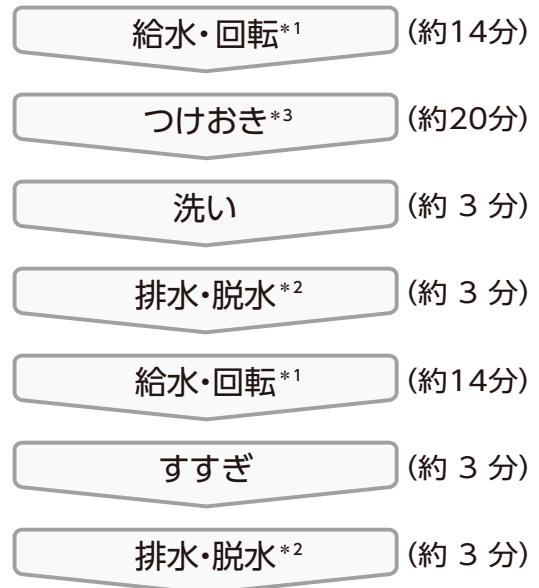 給水・回転*1 (約14分)
つけおき*3 (約20分)
洗い (約 3 分)
排水・脱水*2 (約 3 分)
給水・回転*1 (約14分)
すすぎ (約 3 分)
排水・脱水*2 (約 3 分)